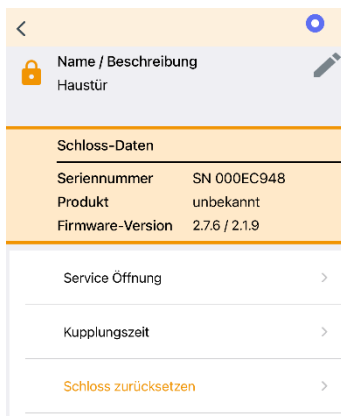 Name / Beschreibung
Haustür
Schloss-Daten
Seriennummer SN 000EC948
Produkt unbekannt
Firmware-Version 2.7.6 / 2.1.9
Service Öffnung
Kupplungszeit
Schloss zurücksetzen